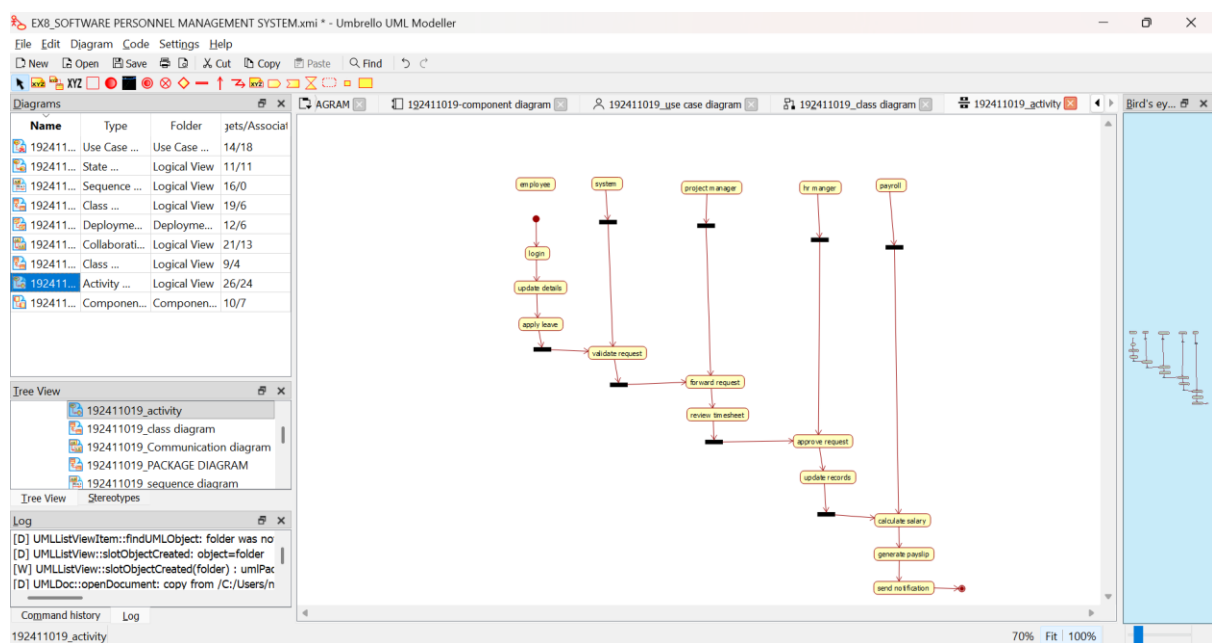 EX8_SOFTWARE PERSONNEL MANAGEMENT SYSTEM.xmi * - Umbrello UML Modeller
File Edit Diagram Code Settings Help
New Open Save Cut Copy Paste Find
XYZ
Diagrams
AGRAM 192411019-component diagram 192411019_use case diagram 192411019_class diagram 192411019_activity
Bird's ey...
Name Type Folder gets/Associat
192411... Use Case ... Use Case ... 14/18
192411... State ... Logical View 11/11
192411... Sequence ... Logical View 16/0
192411... Class ... Logical View 19/6
192411... Deployme... Deployme... 12/6
192411... Collaborati... Logical View 21/13
192411... Class ... Logical View 9/4
192411... Activity ... Logical View 26/24
192411... Componen... Componen... 10/7
employee system project manager hr manger payroll
login
update details
apply leave
validate request
forward request
review timesheet
approve request
update records
calculate salary
generate payslip
send notification
Tree View
192411019_activity
192411019_class diagram
192411019_Communication diagram
192411019_PACKAGE DIAGRAM
192411019_sequence diagram
Tree View Stereotypes
Log
[D] UMLListViewItem::findUMLObject: folder was no
[D] UMLListView::slotObjectCreated: object=folder
[W] UMLListView::slotObjectCreated(folder) : umlPac
[D] UMLDoc::openDocument: copy from /C:/Users/n
Command history Log
192411019_activity
70% Fit 100%